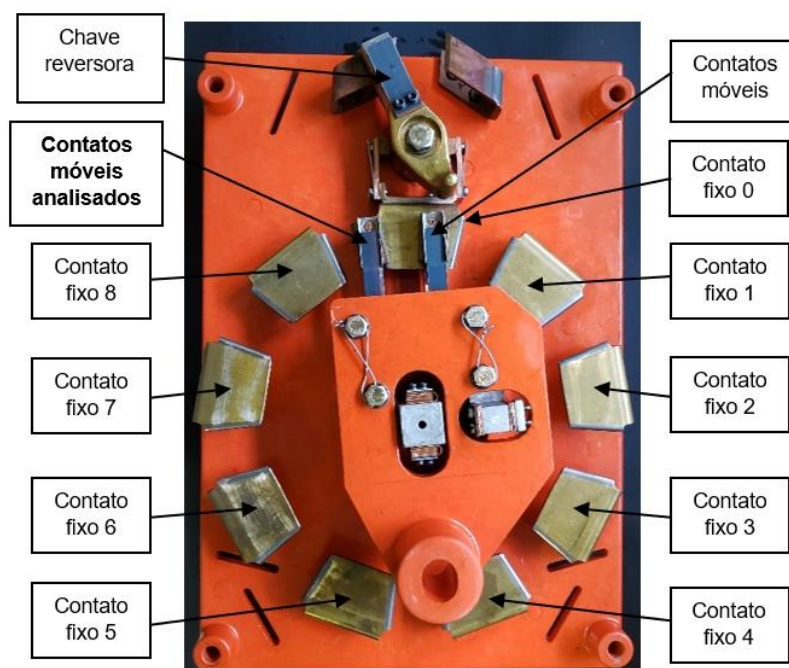 Chave
reversora
Contatos
móveis
Contatos
móveis
analisados
Contato
fixo 0
Contato
fixo 8
Contato
fixo 1
Contato
fixo 7
Contato
fixo 2
Contato
fixo 6
Contato
fixo 3
Contato
fixo 5
Contato
fixo 4